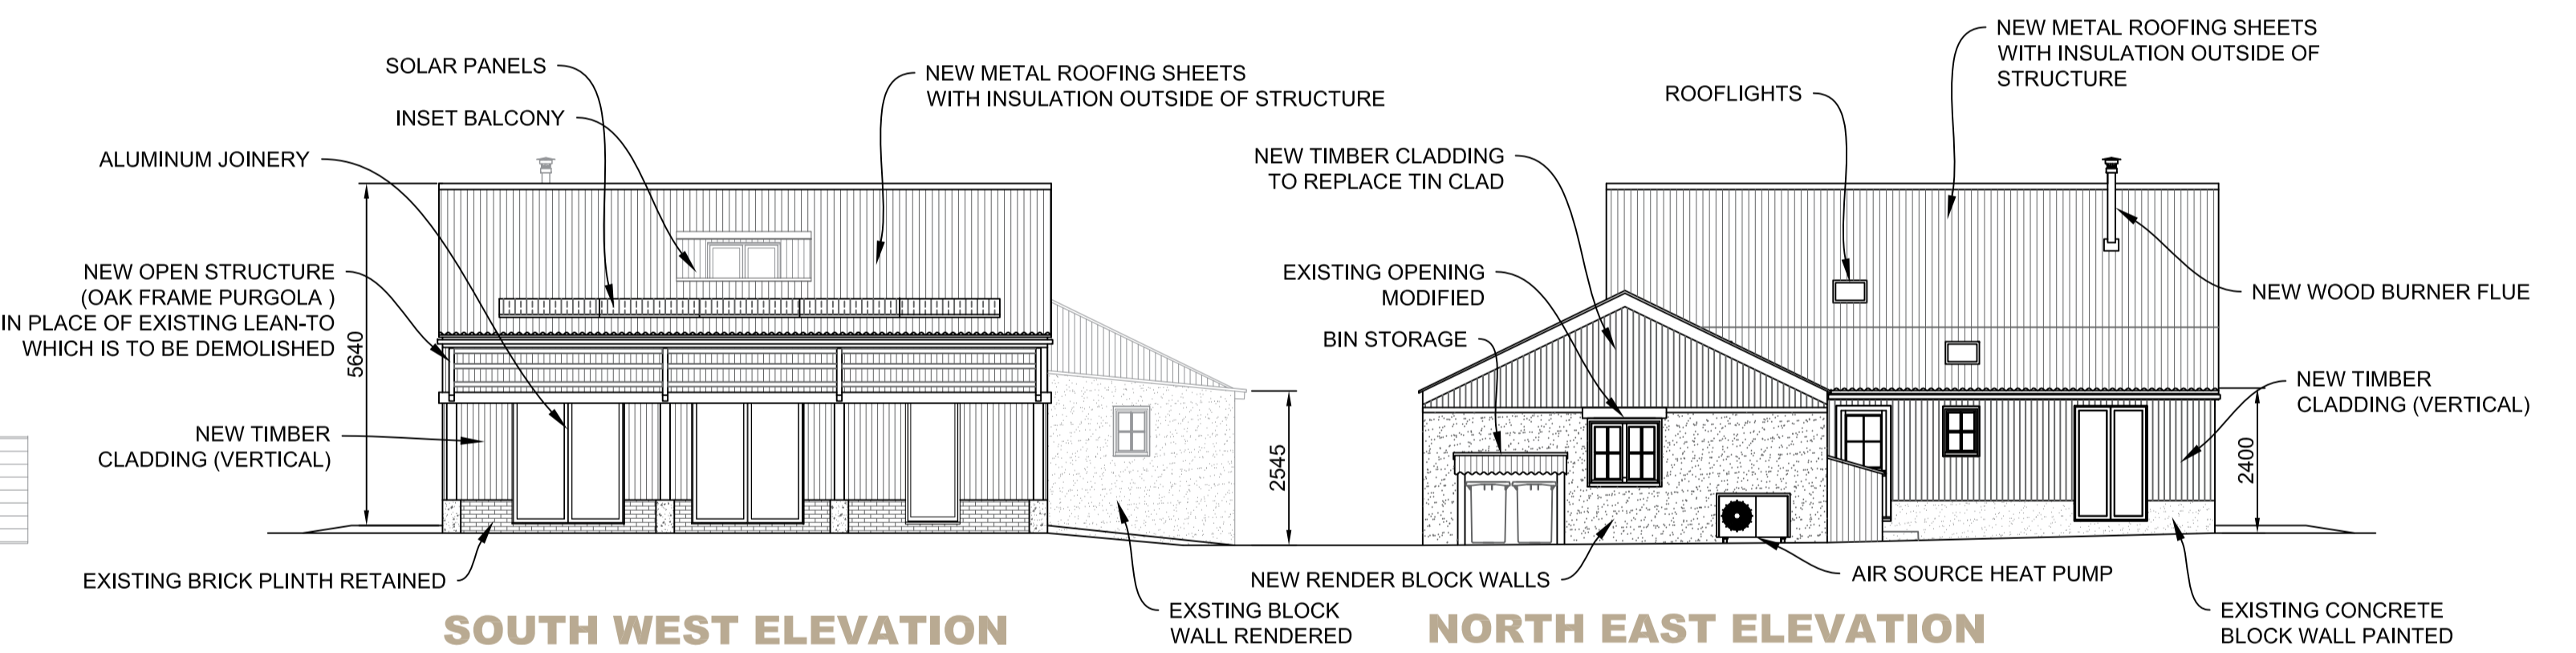 SOLAR PANELS
INSET BALCONY
ALUMINUM JOINERY
NEW METAL ROOFING SHEETS
WITH INSULATION OUTSIDE OF STRUCTURE
NEW OPEN STRUCTURE
(OAK FRAME PURGOLA )
IN PLACE OF EXISTING LEAN-TO
WHICH IS TO BE DEMOLISHED
5640
NEW TIMBER
CLADDING (VERTICAL)
EXISTING BRICK PLINTH RETAINED
2545
EXSTING BLOCK
WALL RENDERED
SOUTH WEST ELEVATION
NEW METAL ROOFING SHEETS
WITH INSULATION OUTSIDE OF
STRUCTURE
ROOFLIGHTS
NEW TIMBER CLADDING
TO REPLACE TIN CLAD
EXISTING OPENING
MODIFIED
BIN STORAGE
NEW WOOD BURNER FLUE
NEW TIMBER
CLADDING (VERTICAL)
2400
NEW RENDER BLOCK WALLS
AIR SOURCE HEAT PUMP
EXISTING CONCRETE
BLOCK WALL PAINTED
NORTH EAST ELEVATION